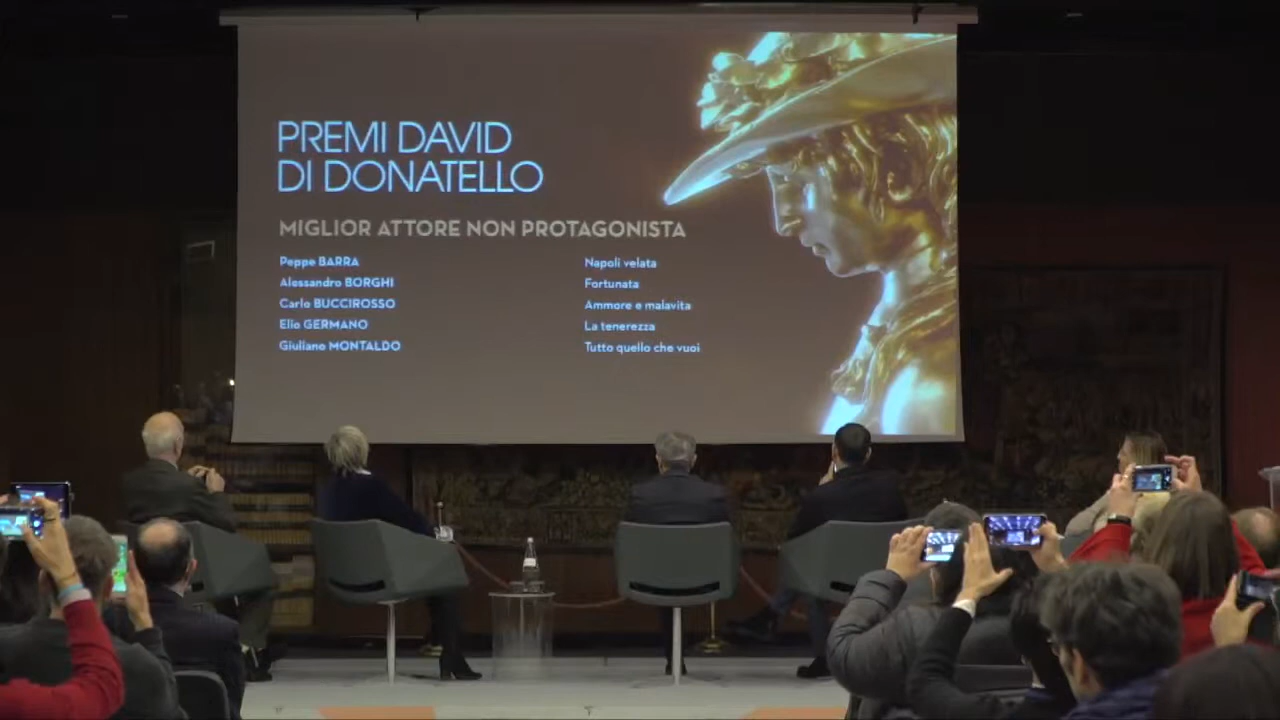 PREMI DAVID
DI DONATELLO
MIGLIOR ATTORE NON PROTAGONISTA
Peppe BARRA Napoli velata
Alessandro BORGHI Fortunata
Carlo BUCCIROSSO Ammore e malavita
Elio GERMANO La tenerezza
Giuliano MONTALDO Tutto quello che vuoi